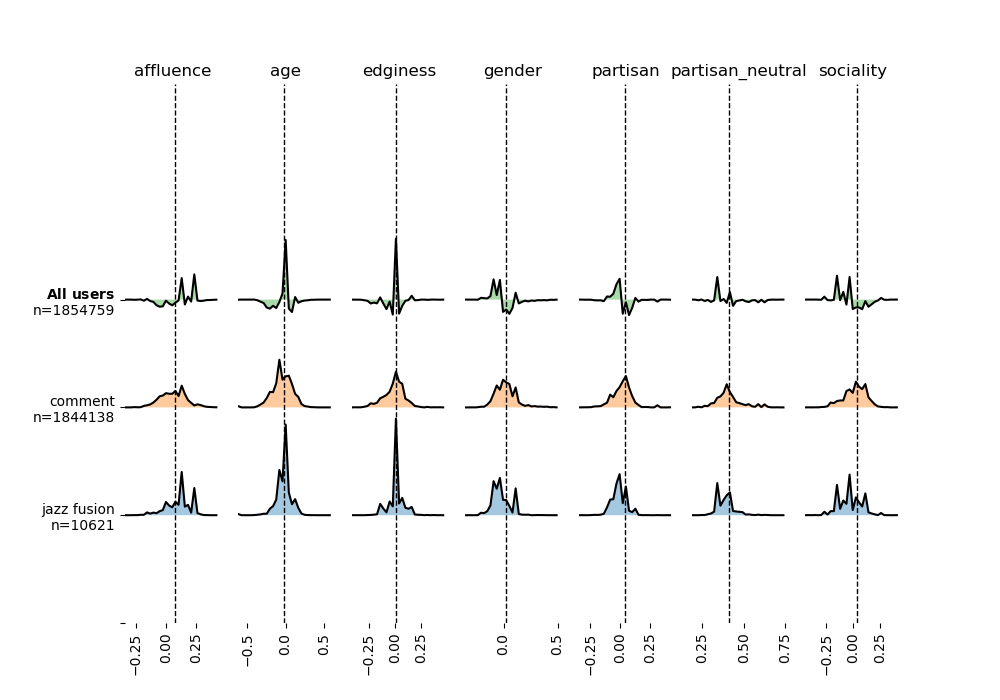 affluence age edginess gender partisan partisan_neutral sociality
All users
n=1854759
comment
n=1844138
jazz fusion
n=10621
−0.25 0.00 0.25 −0.5 0.0 0.5 −0.25 0.00 0.25 0.0 0.5 −0.25 0.00 0.25 0.25 0.50 0.75 −0.25 0.00 0.25